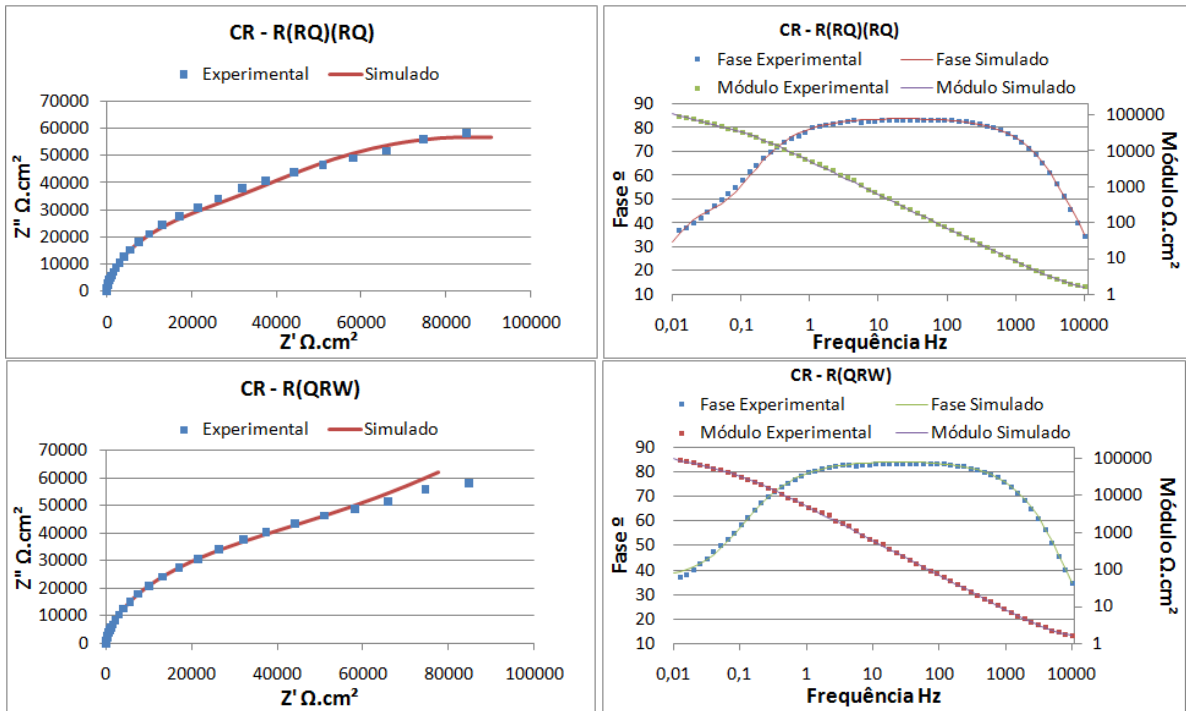 CR - R(RQ)(RQ)
Experimental Simulado
70000
60000
50000
40000
30000
20000
10000
0
Z'' Ω.cm²
0 20000 40000 60000 80000 100000
Z' Ω.cm²
CR - R(RQ)(RQ)
Fase Experimental Fase Simulado
Módulo Experimental Módulo Simulado
90
80
70
60
50
40
30
20
10
Fase º
100000
10000
1000
100
10
1
Módulo Ω.cm²
0,01 0,1 1 10 100 1000 10000
Frequência Hz
CR - R(QRW)
Experimental Simulado
70000
60000
50000
40000
30000
20000
10000
0
Z'' Ω.cm²
0 20000 40000 60000 80000 100000
Z' Ω.cm²
CR - R(QRW)
Fase Experimental Fase Simulado
Módulo Experimental Módulo Simulado
90
80
70
60
50
40
30
20
10
Fase º
100000
10000
1000
100
10
1
Módulo Ω.cm²
0,01 0,1 1 10 100 1000 10000
Frequência Hz